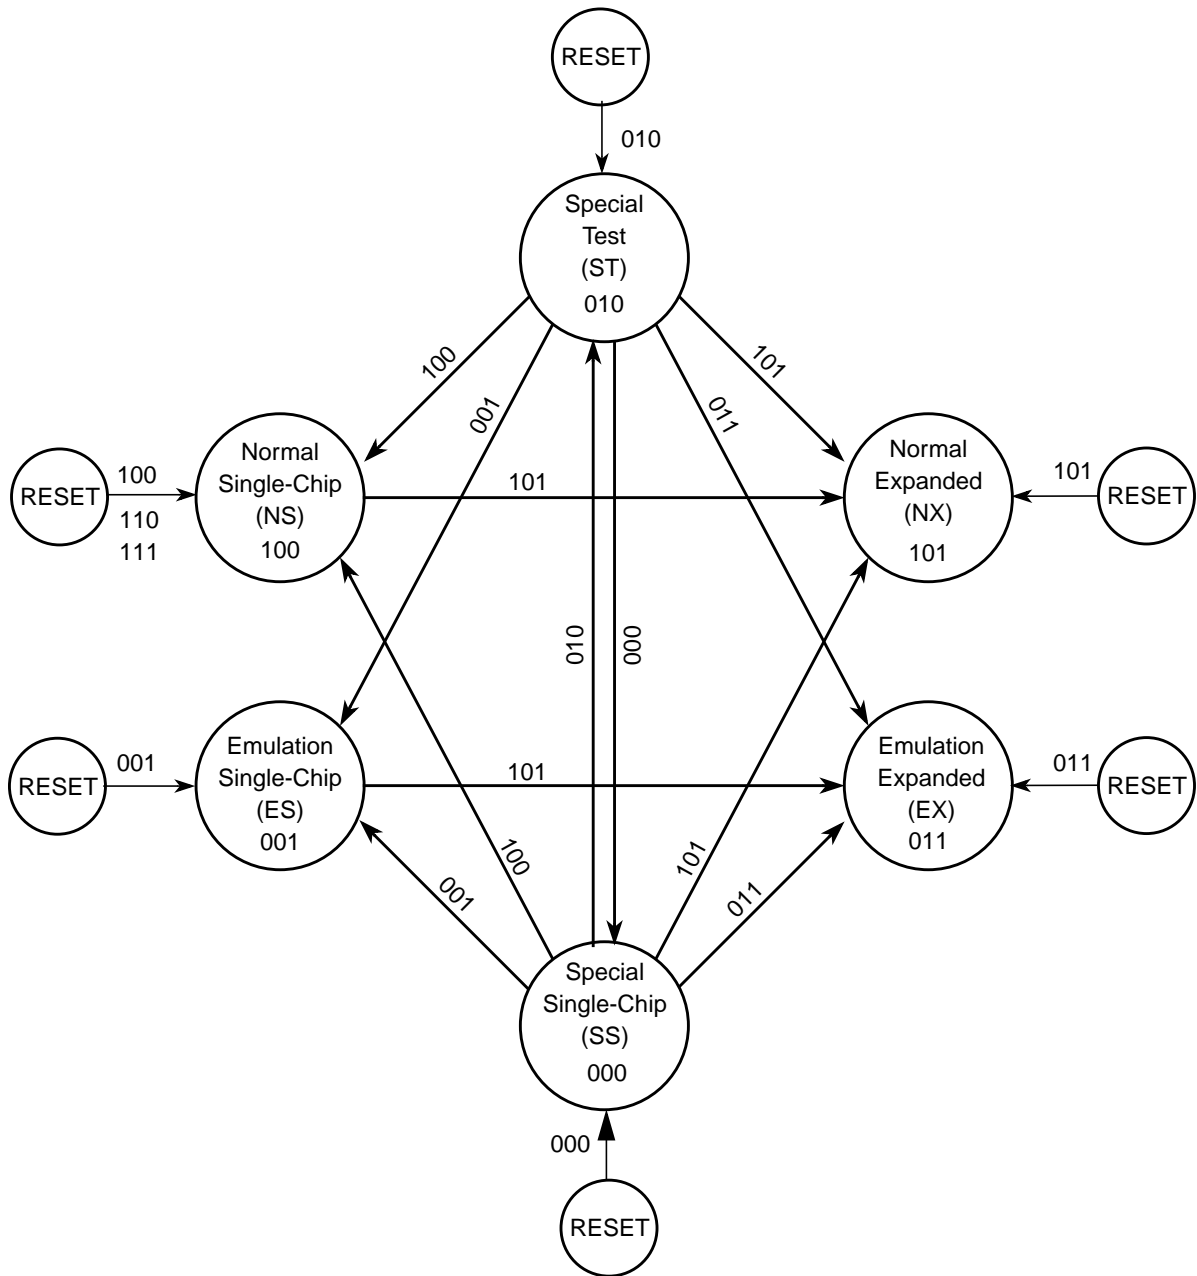 RESET
010
Special
Test
(ST)
010
100
001
101
011
Normal
Single-Chip
(NS)
100
RESET
100
110
111
101
Normal
Expanded
(NX)
101
101
RESET
010
000
Emulation
Single-Chip
(ES)
001
RESET
001
101
Emulation
Expanded
(EX)
011
011
RESET
001
100
101
011
Special
Single-Chip
(SS)
000
000
RESET